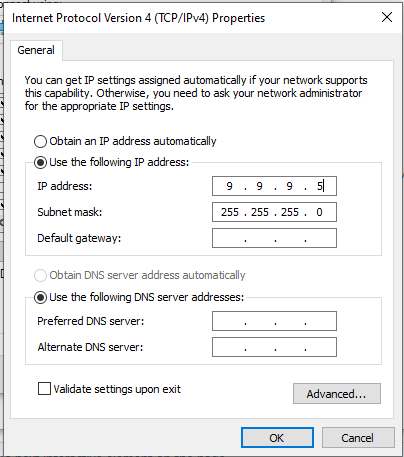 Internet Protocol Version 4 (TCP/IPv4) Properties
General
You can get IP settings assigned automatically if your network supports
this capability. Otherwise, you need to ask your network administrator
for the appropriate IP settings.
Obtain an IP address automatically
Use the following IP address:
IP address: 9 . 9 . 9 . 5
Subnet mask: 255 . 255 . 255 . 0
Default gateway: . . .
Obtain DNS server address automatically
Use the following DNS server addresses:
Preferred DNS server: . . .
Alternate DNS server: . . .
Validate settings upon exit
Advanced...
OK Cancel